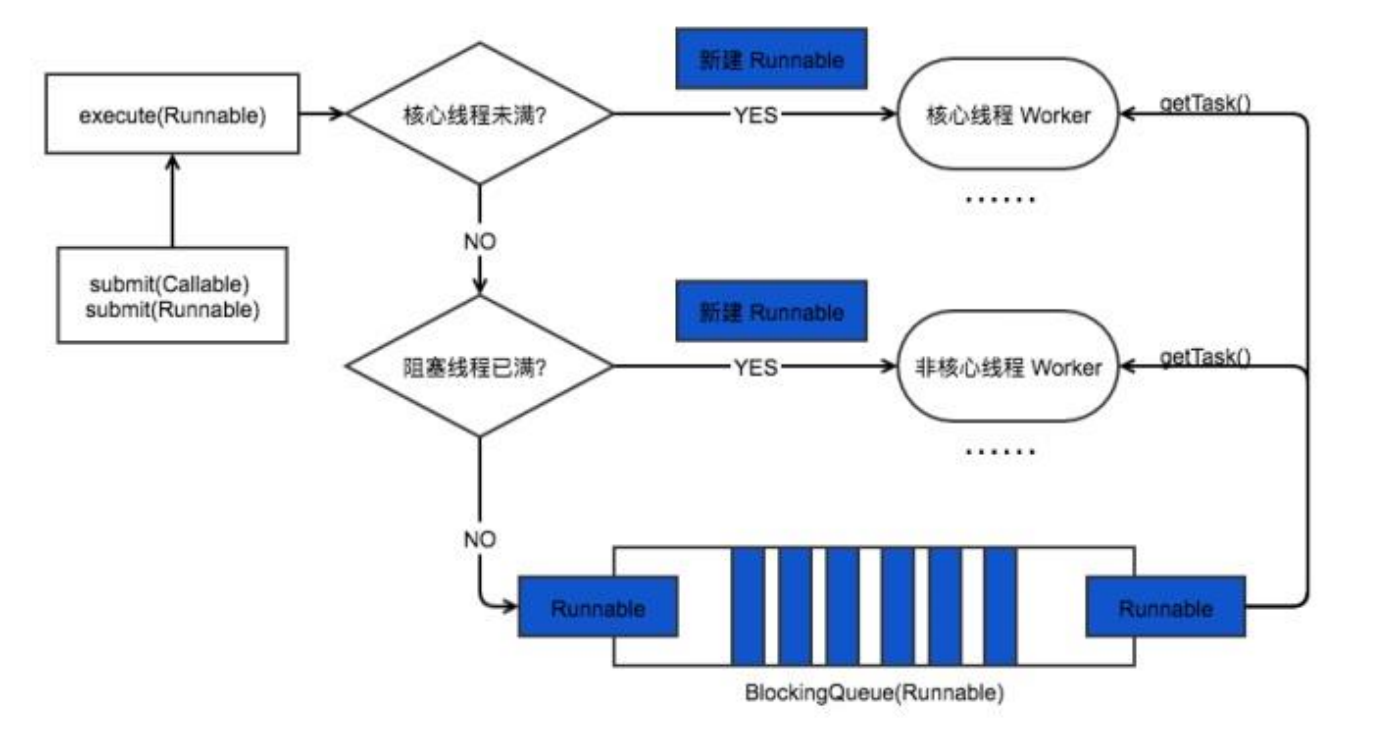 新建 Runnable
execute(Runnable)
核心线程未满?
YES
核心线程 Worker
getTask()
......
NO
submit(Callable)
submit(Runnable)
新建 Runnable
阻塞线程已满?
YES
非核心线程 Worker
getTask()
......
NO
Runnable
Runnable
BlockingQueue(Runnable)